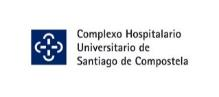 Complexo Hospitalario
Universitario de
Santiago de Compostela